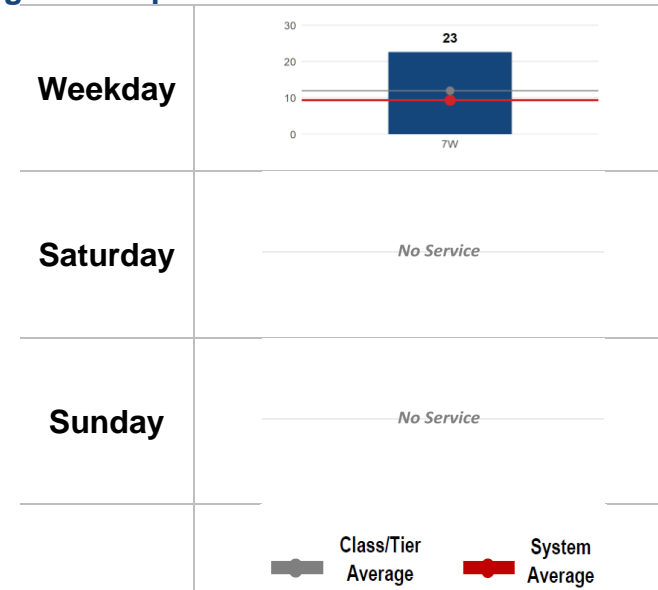 30
23
20
10
0
7W
Weekday
Saturday
No Service
Sunday
No Service
Class/Tier
Average
System
Average